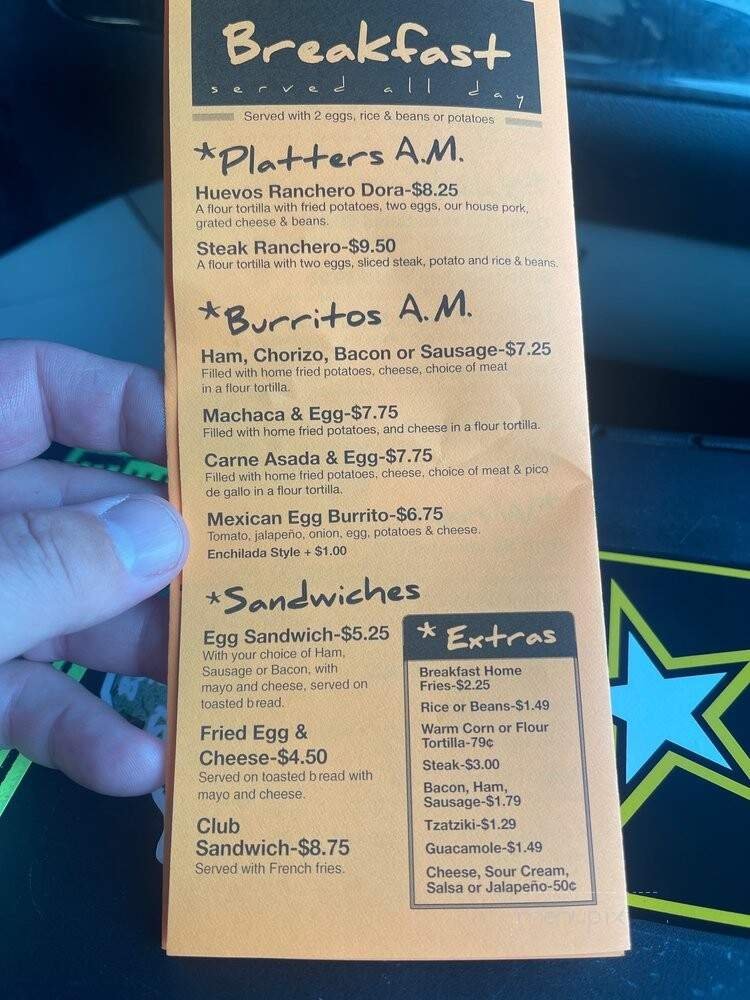 Breakfast
served all day
Served with 2 eggs, rice & beans or potatoes
*Platters A.M.
Huevos Ranchero Dora-$8.25
A flour tortilla with fried potatoes, two eggs, our house pork,
grated cheese & beans.
Steak Ranchero-$9.50
A flour tortilla with two eggs, sliced steak, potato and rice & beans.
*Burritos A.M.
Ham, Chorizo, Bacon or Sausage-$7.25
Filled with home fried potatoes, cheese, choice of meat
in a flour tortilla.
Machaca & Egg-$7.75
Filled with home fried potatoes, and cheese in a flour tortilla.
Carne Asada & Egg-$7.75
Filled with home fried potatoes, cheese, choice of meat & pico
de gallo in a flour tortilla.
Mexican Egg Burrito-$6.75
Tomato, jalapeño, onion, egg, potatoes & cheese.
Enchilada Style + $1.00
*Sandwiches
Egg Sandwich-$5.25
With your choice of Ham,
Sausage or Bacon, with
mayo and cheese, served on
toasted bread.
Fried Egg &
Cheese-$4.50
Served on toasted bread with
mayo and cheese.
Club
Sandwich-$8.75
Served with French fries.
* Extras
Breakfast Home
Fries-$2.25
Rice or Beans-$1.49
Warm Corn or Flour
Tortilla-79¢
Steak-$3.00
Bacon, Ham,
Sausage-$1.79
Tzatziki-$1.29
Guacamole-$1.49
Cheese, Sour Cream,
Salsa or Jalapeño-50¢
menupix